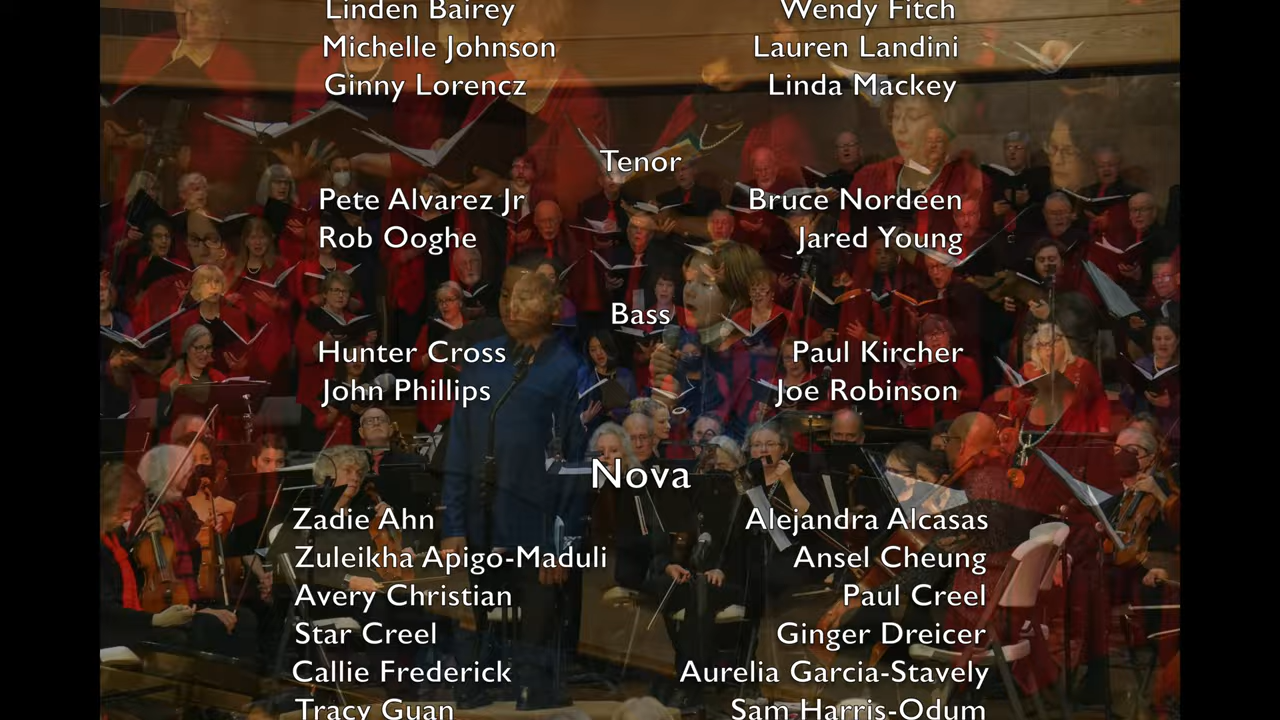 Linden Bairey Wendy Fitch
Michelle Johnson Lauren Landini
Ginny Lorencz Linda Mackey
Tenor
Pete Alvarez Jr Bruce Nordeen
Rob Ooghe Jared Young
Bass
Hunter Cross Paul Kircher
John Phillips Joe Robinson
Nova
Zadie Ahn Alejandra Alcasas
Zuleikha Apigo-Maduli Ansel Cheung
Avery Christian Paul Creel
Star Creel Ginger Dreicer
Callie Frederick Aurelia Garcia-Stavely
Tracy Guan Sam Harris-Odum